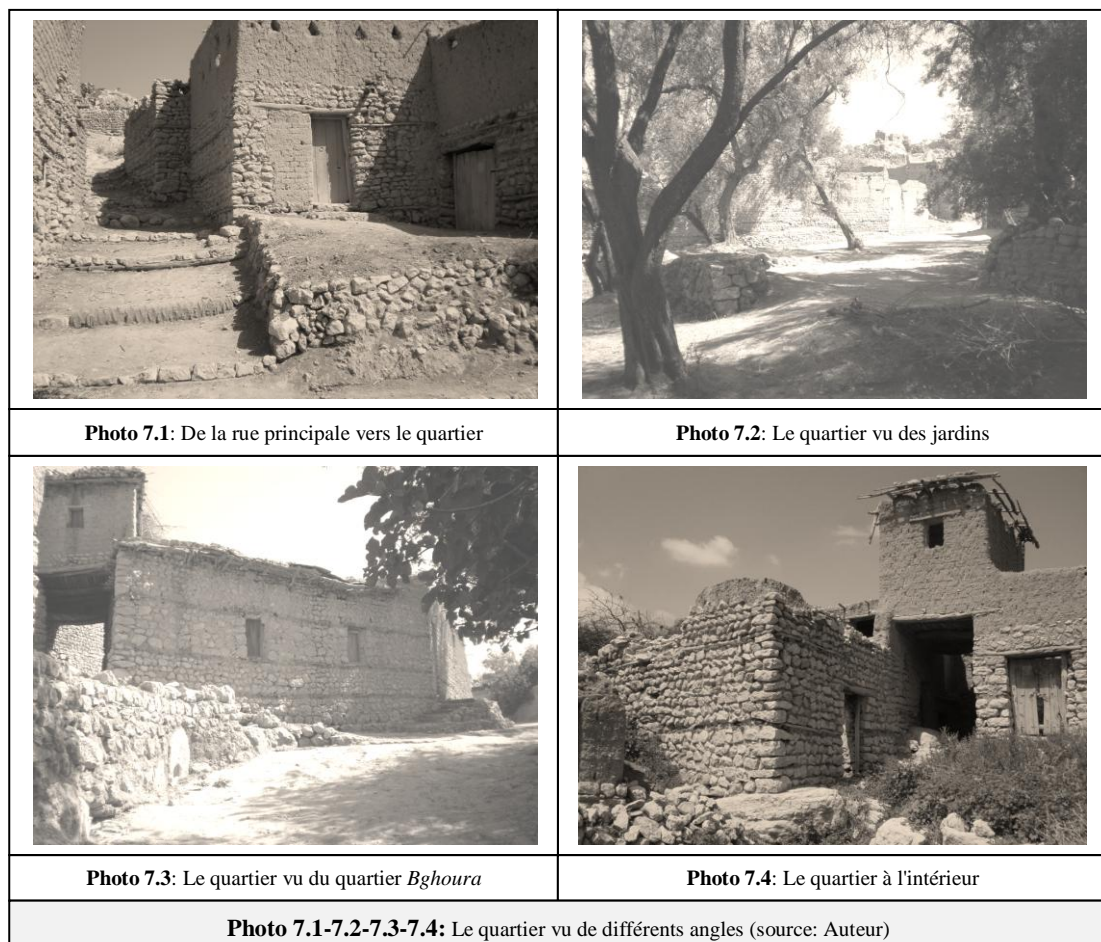 Photo 7.1: De la rue principale vers le quartier
Photo 7.2: Le quartier vu des jardins
Photo 7.3: Le quartier vu du quartier Bghoura
Photo 7.4: Le quartier à l'intérieur
Photo 7.1-7.2-7.3-7.4: Le quartier vu de différents angles (source: Auteur)